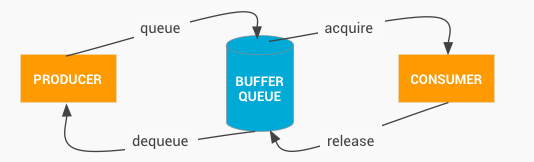 queue
acquire
PRODUCER
BUFFER
QUEUE
CONSUMER
dequeue
release